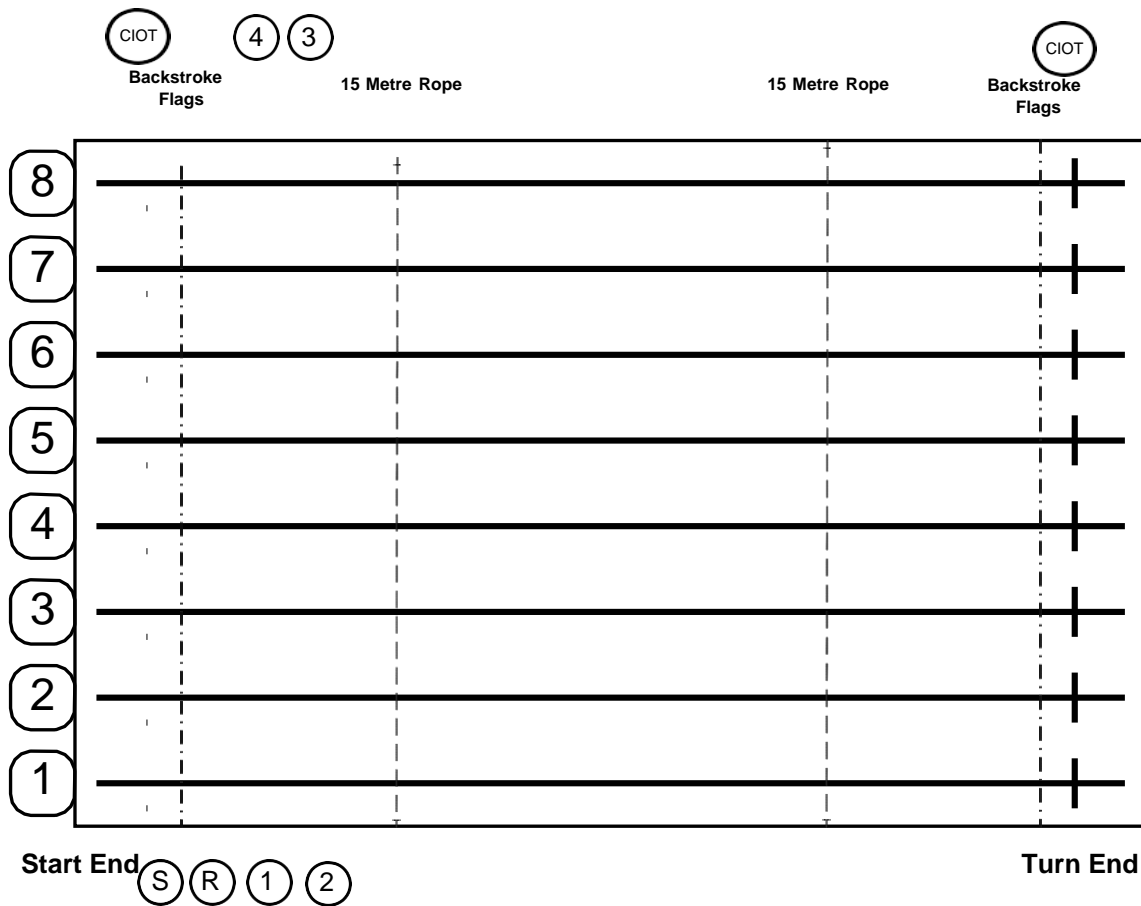 CIOT 4 3 CIOT
Backstroke Flags
15 Metre Rope
15 Metre Rope
Backstroke Flags
8
7
6
5
4
3
2
1
Start End
Turn End
S R 1 2